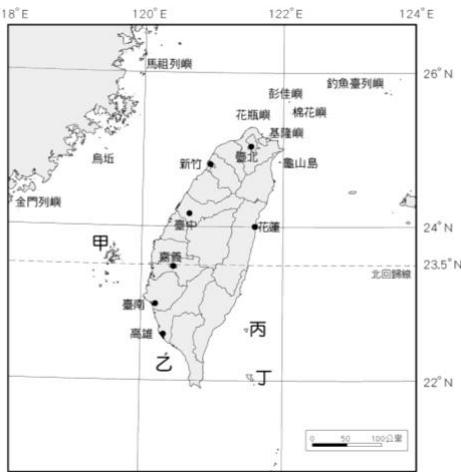 18°E
120°E
122°E
124°E
馬祖列嶼
26°N
釣魚臺列嶼
彭佳嶼
棉花嶼
花瓶嶼
基隆嶼
臺北
烏坵
新竹
龜山島
金門列嶼
臺中
花蓮
24°N
甲
嘉義
23.5°N
北回歸線
臺南
高雄
丙
乙
丁
22°N
0 50 100公里